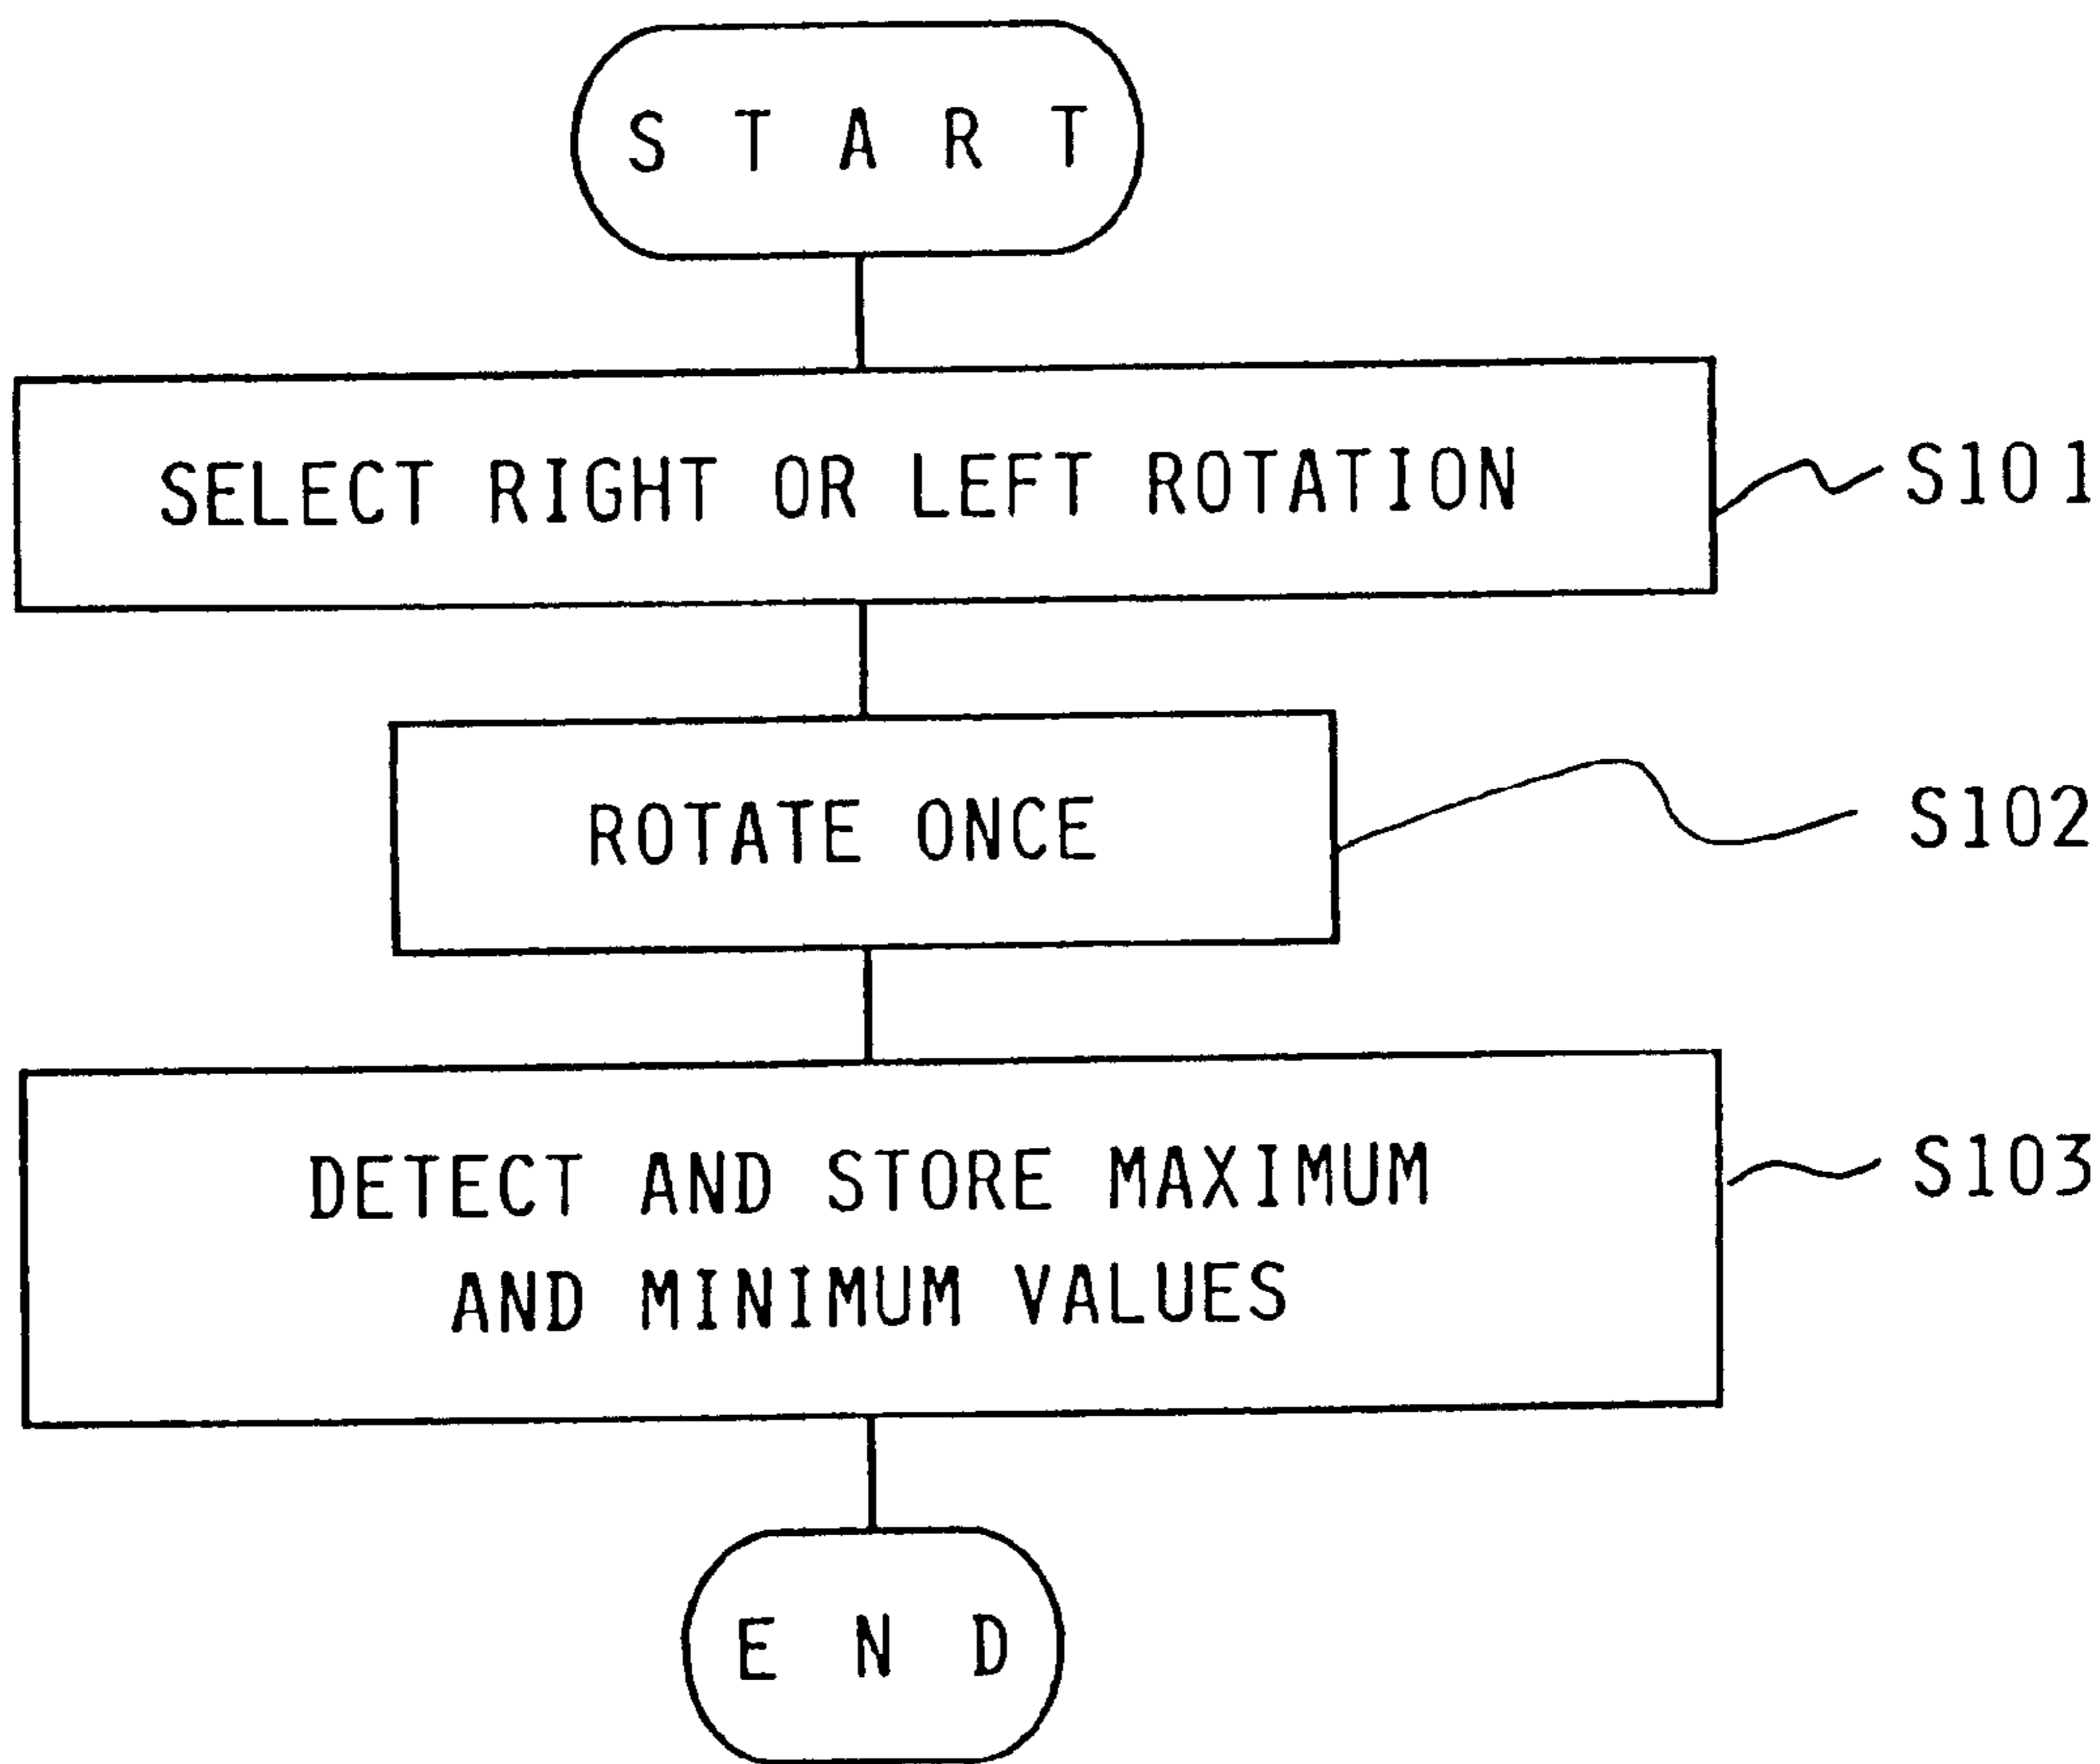 START
SELECT RIGHT OR LEFT ROTATION
S101
ROTATE ONCE
S102
DETECT AND STORE MAXIMUM
AND MINIMUM VALUES
S103
END